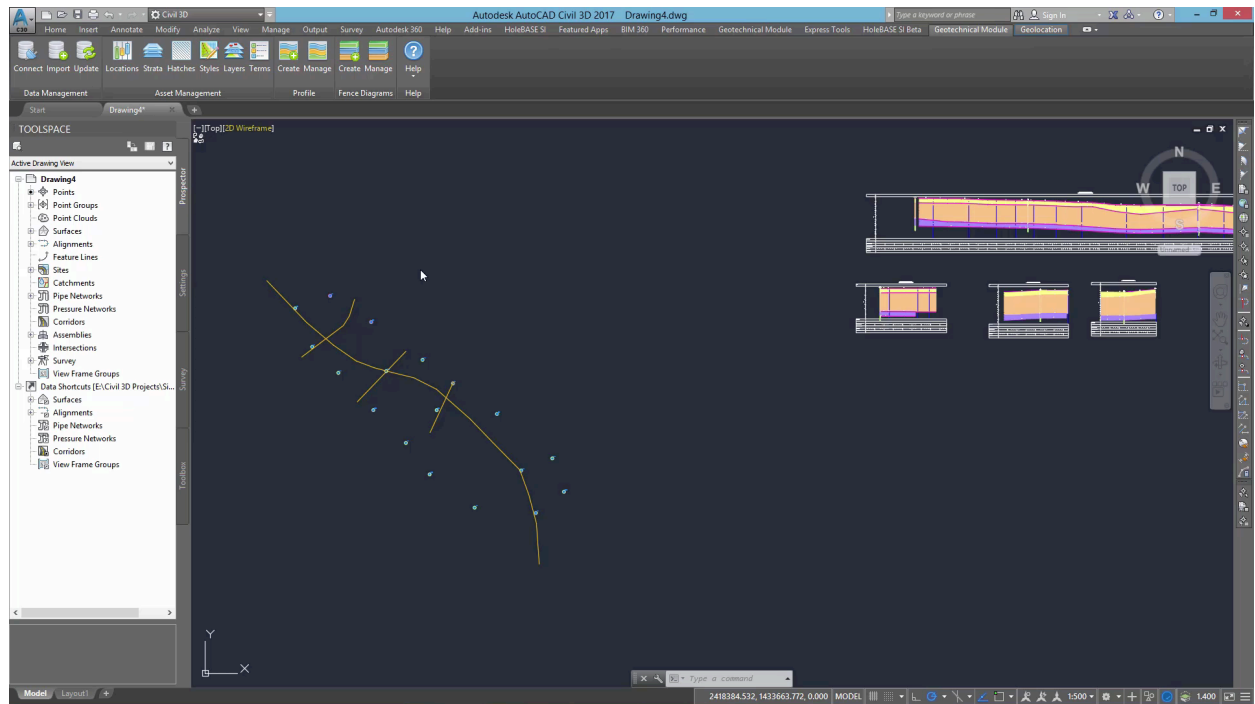 Civil 3D
Autodesk AutoCAD Civil 3D 2017 Drawing4.dwg
Type a keyword or phrase
Sign In
C3D
Home Insert Annotate Modify Analyze View Manage Output Survey Autodesk 360 Help Add-ins HoleBASE SI Featured Apps BIM 360 Performance Geotechnical Module Express Tools HoleBASE SI Beta Geotechnical Module Geolocation
Connect Import Update Locations Strata Hatches Styles Layers Terms Create Manage Create Manage Help
Data Management Asset Management Profile Fence Diagrams Help
Start Drawing4*
TOOLSPACE
[-][Top][2D Wireframe]
Active Drawing View
Drawing4
Points
Point Groups
Point Clouds
Surfaces
Alignments
Feature Lines
Sites
Catchments
Pipe Networks
Pressure Networks
Corridors
Assemblies
Intersections
Survey
View Frame Groups
Data Shortcuts [E:\Civil 3D Projects\Si...
Surfaces
Alignments
Pipe Networks
Pressure Networks
Corridors
View Frame Groups
Prospector
Settings
Survey
Toolbox
N
W TOP E
S
Unnamed
Y
X
Type a command
Model Layout1 +
2418384.532, 1433663.772, 0.000 MODEL 1:500 1.400